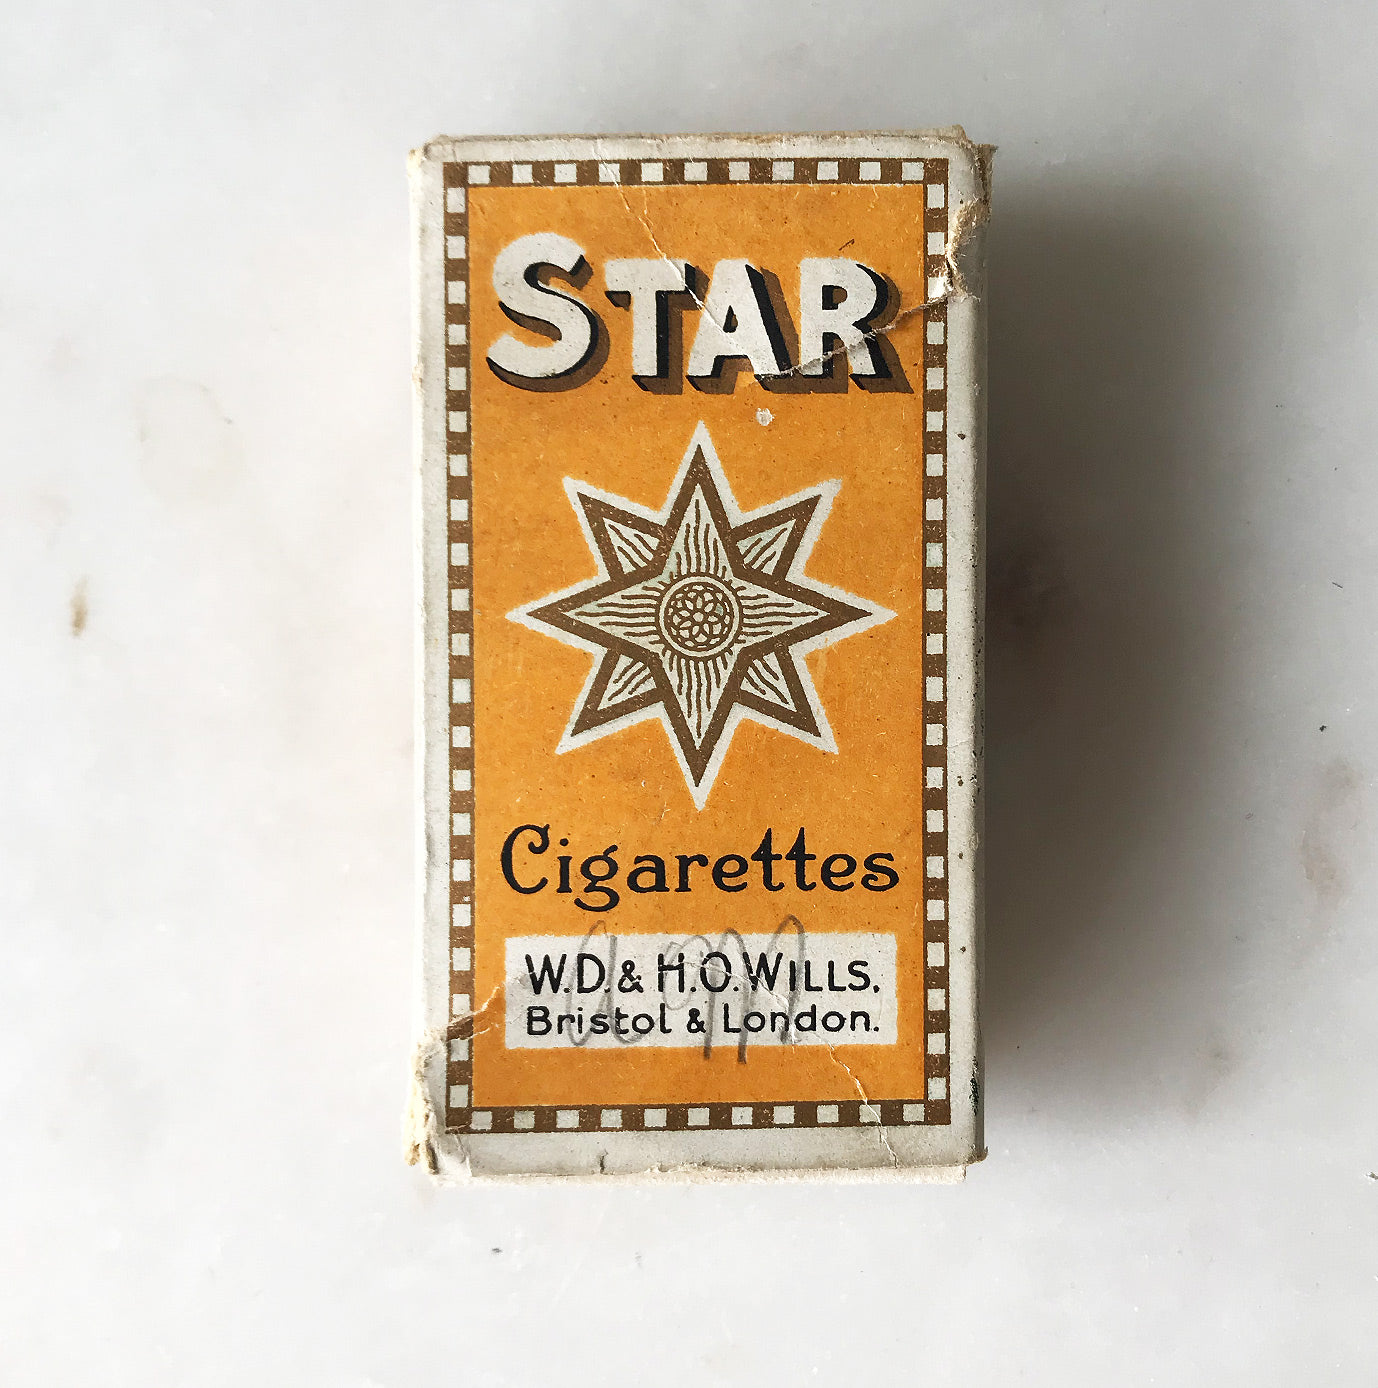 STAR
Cigarettes
W.D. & H.O. WILLS.
Bristol & London.